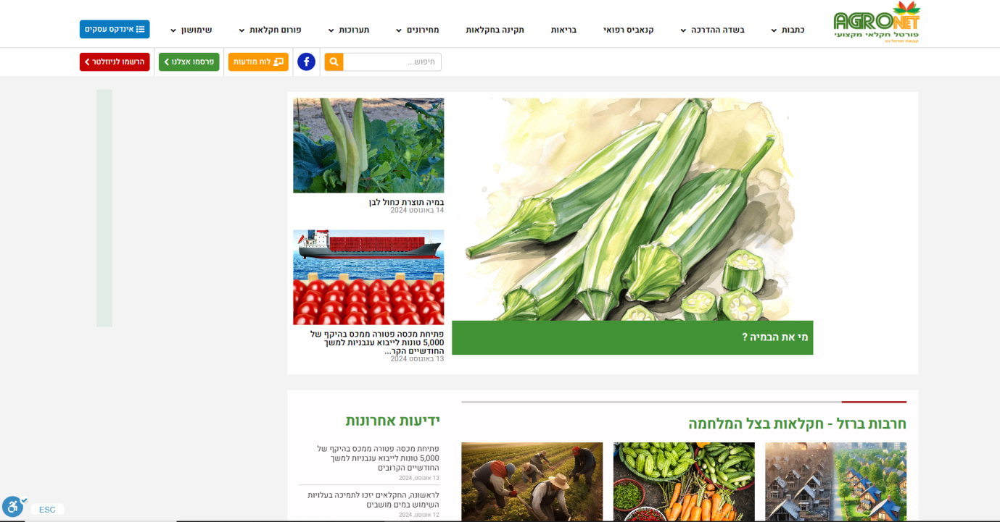 AGRONET
פורטל חקלאי מקצועי
כתבות
בשדה ההדרכה
קנאביס רפואי
בריאות
תקינה בחקלאות
מחירונים
תערוכות
פורום חקלאות
שימושון
אינדקס עסקים
חיפוש...
לוח מודעות
פרסמו אצלנו
הרשמו לניוזלטר
מי את הבמיה ?
במיה תוצרת כחול לבן
14 באוגוסט 2024
פתיחת מכסה פטורה ממכס בהיקף של
5,000 טונות לייבוא עגבניות למשך
החודשיים הקר...
13 באוגוסט 2024
חרבות ברזל - חקלאות בצל המלחמה
ידיעות אחרונות
פתיחת מכסה פטורה ממכס בהיקף של
5,000 טונות לייבוא עגבניות למשך
החודשיים הקרובים
13 אוגוסט, 2024
לראשונה, החקלאים יזכו לתמיכה בעלויות
השימוש במים מושבים
12 אוגוסט, 2024
ESC